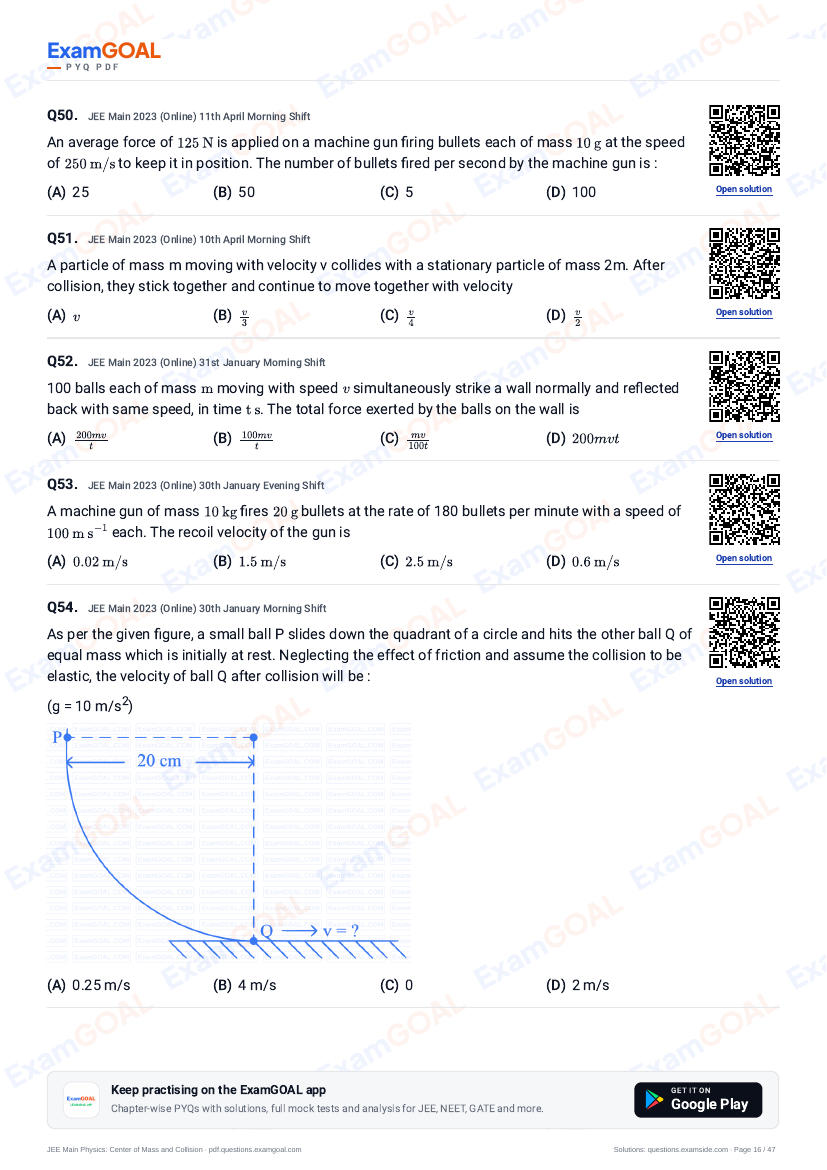 ExamGOAL
PYQ PDF
Q50. JEE Main 2023 (Online) 11th April Morning Shift
An average force of 125 N is applied on a machine gun firing bullets each of mass 10 g at the speed
of 250 m/s to keep it in position. The number of bullets fired per second by the machine gun is :
(A) 25 (B) 50 (C) 5 (D) 100
Open solution
Q51. JEE Main 2023 (Online) 10th April Morning Shift
A particle of mass m moving with velocity v collides with a stationary particle of mass 2m. After
collision, they stick together and continue to move together with velocity
(A) v (B) v/3 (C) v/4 (D) v/2
Open solution
Q52. JEE Main 2023 (Online) 31st January Morning Shift
100 balls each of mass m moving with speed v simultaneously strike a wall normally and reflected
back with same speed, in time t s. The total force exerted by the balls on the wall is
(A) 200mv/t (B) 100mv/t (C) mv/100t (D) 200mvt
Open solution
Q53. JEE Main 2023 (Online) 30th January Evening Shift
A machine gun of mass 10 kg fires 20 g bullets at the rate of 180 bullets per minute with a speed of
100 m s⁻¹ each. The recoil velocity of the gun is
(A) 0.02 m/s (B) 1.5 m/s (C) 2.5 m/s (D) 0.6 m/s
Open solution
Q54. JEE Main 2023 (Online) 30th January Morning Shift
As per the given figure, a small ball P slides down the quadrant of a circle and hits the other ball Q of
equal mass which is initially at rest. Neglecting the effect of friction and assume the collision to be
elastic, the velocity of ball Q after collision will be :
Open solution
(g = 10 m/s²)
P
20 cm
Q → v = ?
(A) 0.25 m/s (B) 4 m/s (C) 0 (D) 2 m/s
ExamGOAL
Keep practising on the ExamGOAL app
Chapter-wise PYQs with solutions, full mock tests and analysis for JEE, NEET, GATE and more.
GET IT ON
Google Play
JEE Main Physics: Center of Mass and Collision · pdf.questions.examgoal.com
Solutions: questions.examside.com · Page 16 / 47